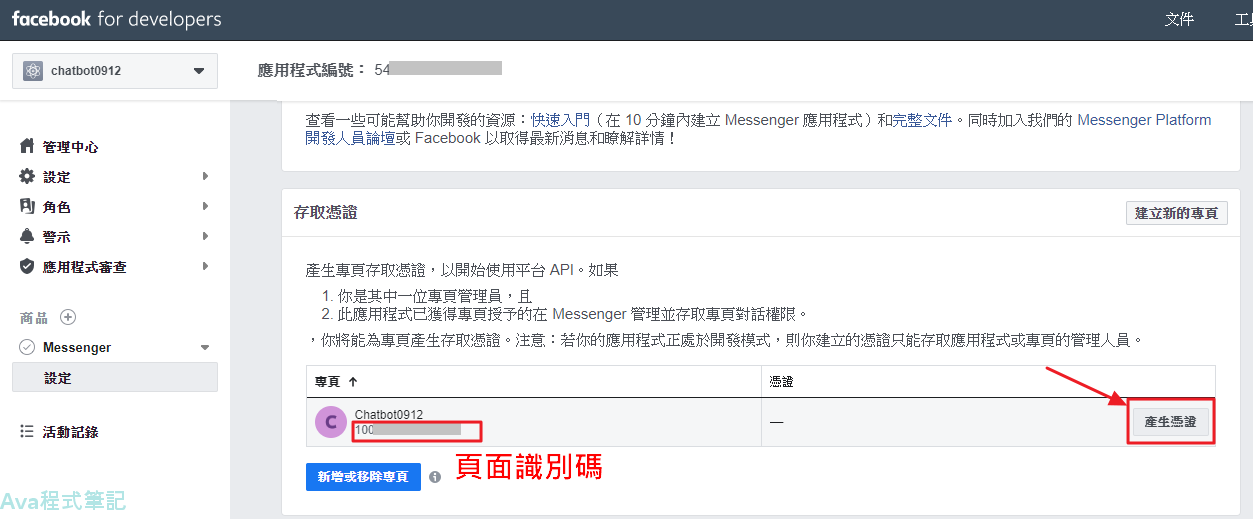 facebook for developers
文件
chatbot0912
應用程式編號： 54
查看一些可能幫助你開發的資源：快速入門（在 10 分鐘內建立 Messenger 應用程式）和完整文件。同時加入我們的 Messenger Platform
開發人員論壇或 Facebook 以取得最新消息和瞭解詳情！
管理中心
設定
角色
警示
應用程式審查
商品
Messenger
設定
活動記錄
存取憑證
建立新的專頁
產生專頁存取憑證，以開始使用平台 API。如果
1. 你是其中一位專頁管理員，且
2. 此應用程式已獲得專頁授予的在 Messenger 管理並存取專頁對話權限。
，你將能為專頁產生存取憑證。注意：若你的應用程式正處於開發模式，則你建立的憑證只能存取應用程式或專頁的管理人員。
專頁 ↑
憑證
C
Chatbot0912
100
—
產生憑證
新增或移除專頁
頁面識別碼
Ava程式筆記